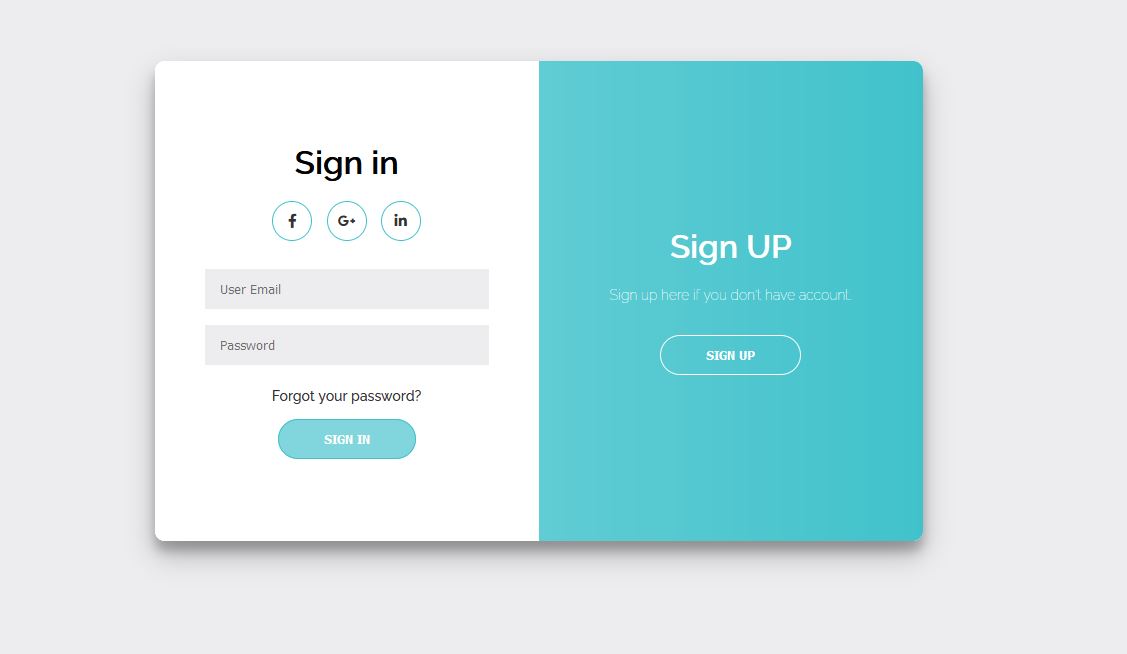 Sign in
f G+ in
User Email
Password
Forgot your password?
SIGN IN
Sign UP
Sign up here if you don't have account.
SIGN UP